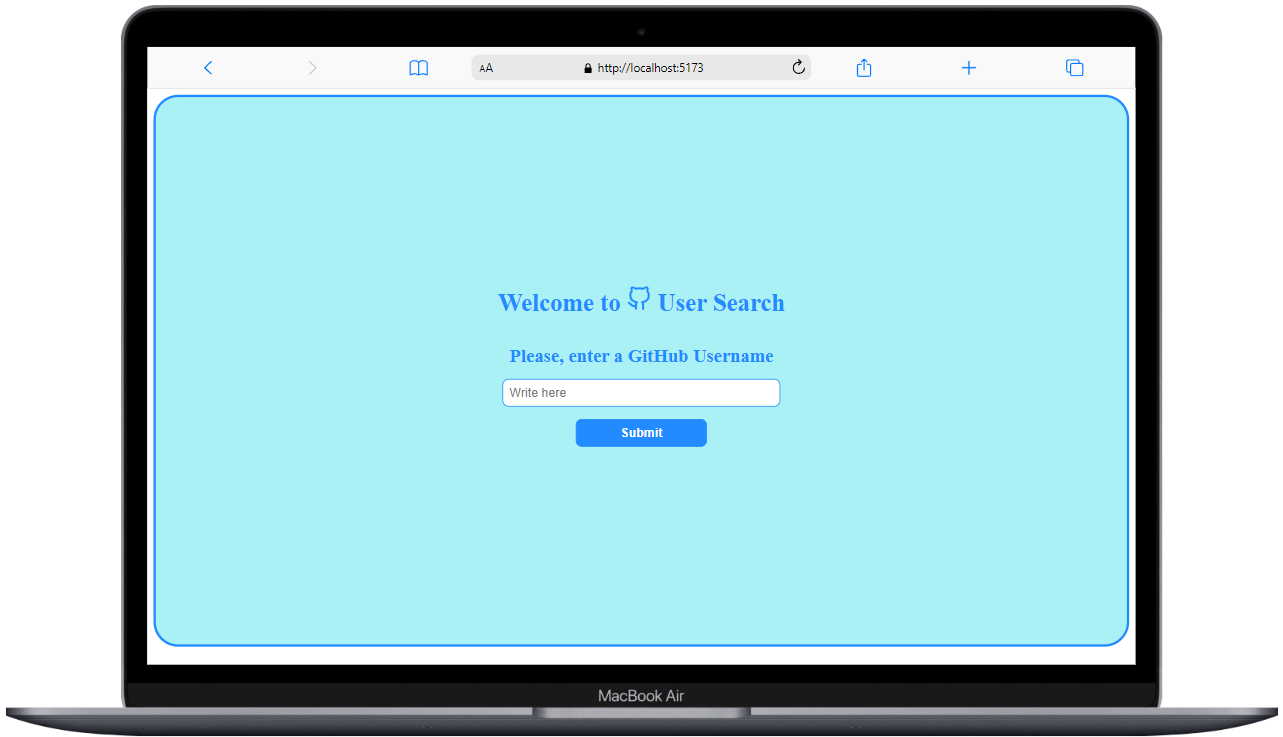 AA http://localhost:5173
Welcome to User Search
Please, enter a GitHub Username
Write here
Submit
MacBook Air